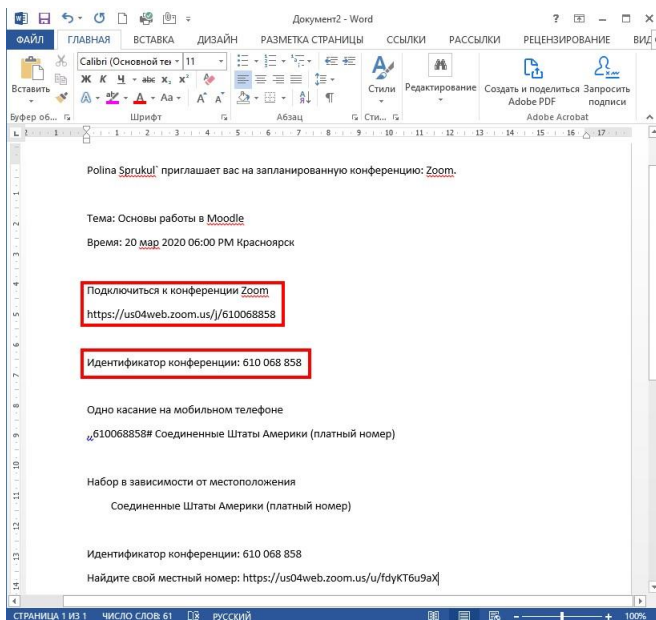 Документ2 - Word
ФАЙЛ ГЛАВНАЯ ВСТАВКА ДИЗАЙН РАЗМЕТКА СТРАНИЦЫ ССЫЛКИ РАССЫЛКИ РЕЦЕНЗИРОВАНИЕ ВИД
Calibri (Основной тек 11
Вставить
Ж К Ч abc x₂ x²
Aa
Стили
Редактирование
Создать и поделиться Adobe PDF
Запросить подписи
Буфер об... Шрифт Абзац Сти... Adobe Acrobat
Polina Sprukul` приглашает вас на запланированную конференцию: Zoom.
Тема: Основы работы в Moodle
Время: 20 мар 2020 06:00 PM Красноярск
Подключиться к конференции Zoom
https://us04web.zoom.us/j/610068858
Идентификатор конференции: 610 068 858
Одно касание на мобильном телефоне
,,610068858# Соединенные Штаты Америки (платный номер)
Набор в зависимости от местоположения
Соединенные Штаты Америки (платный номер)
Идентификатор конференции: 610 068 858
Найдите свой местный номер: https://us04web.zoom.us/u/fdyKT6u9aX
СТРАНИЦА 1 ИЗ 1 ЧИСЛО СЛОВ: 61 РУССКИЙ 100%